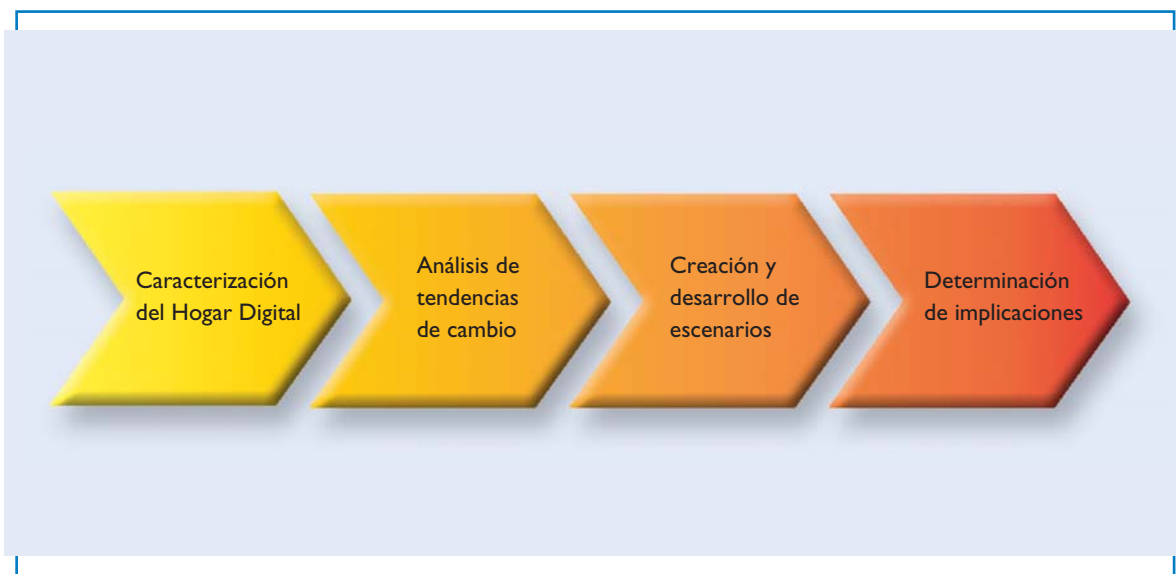 Caracterización
del Hogar Digital
Análisis de
tendencias
de cambio
Creación y
desarrollo de
escenarios
Determinación
de implicaciones